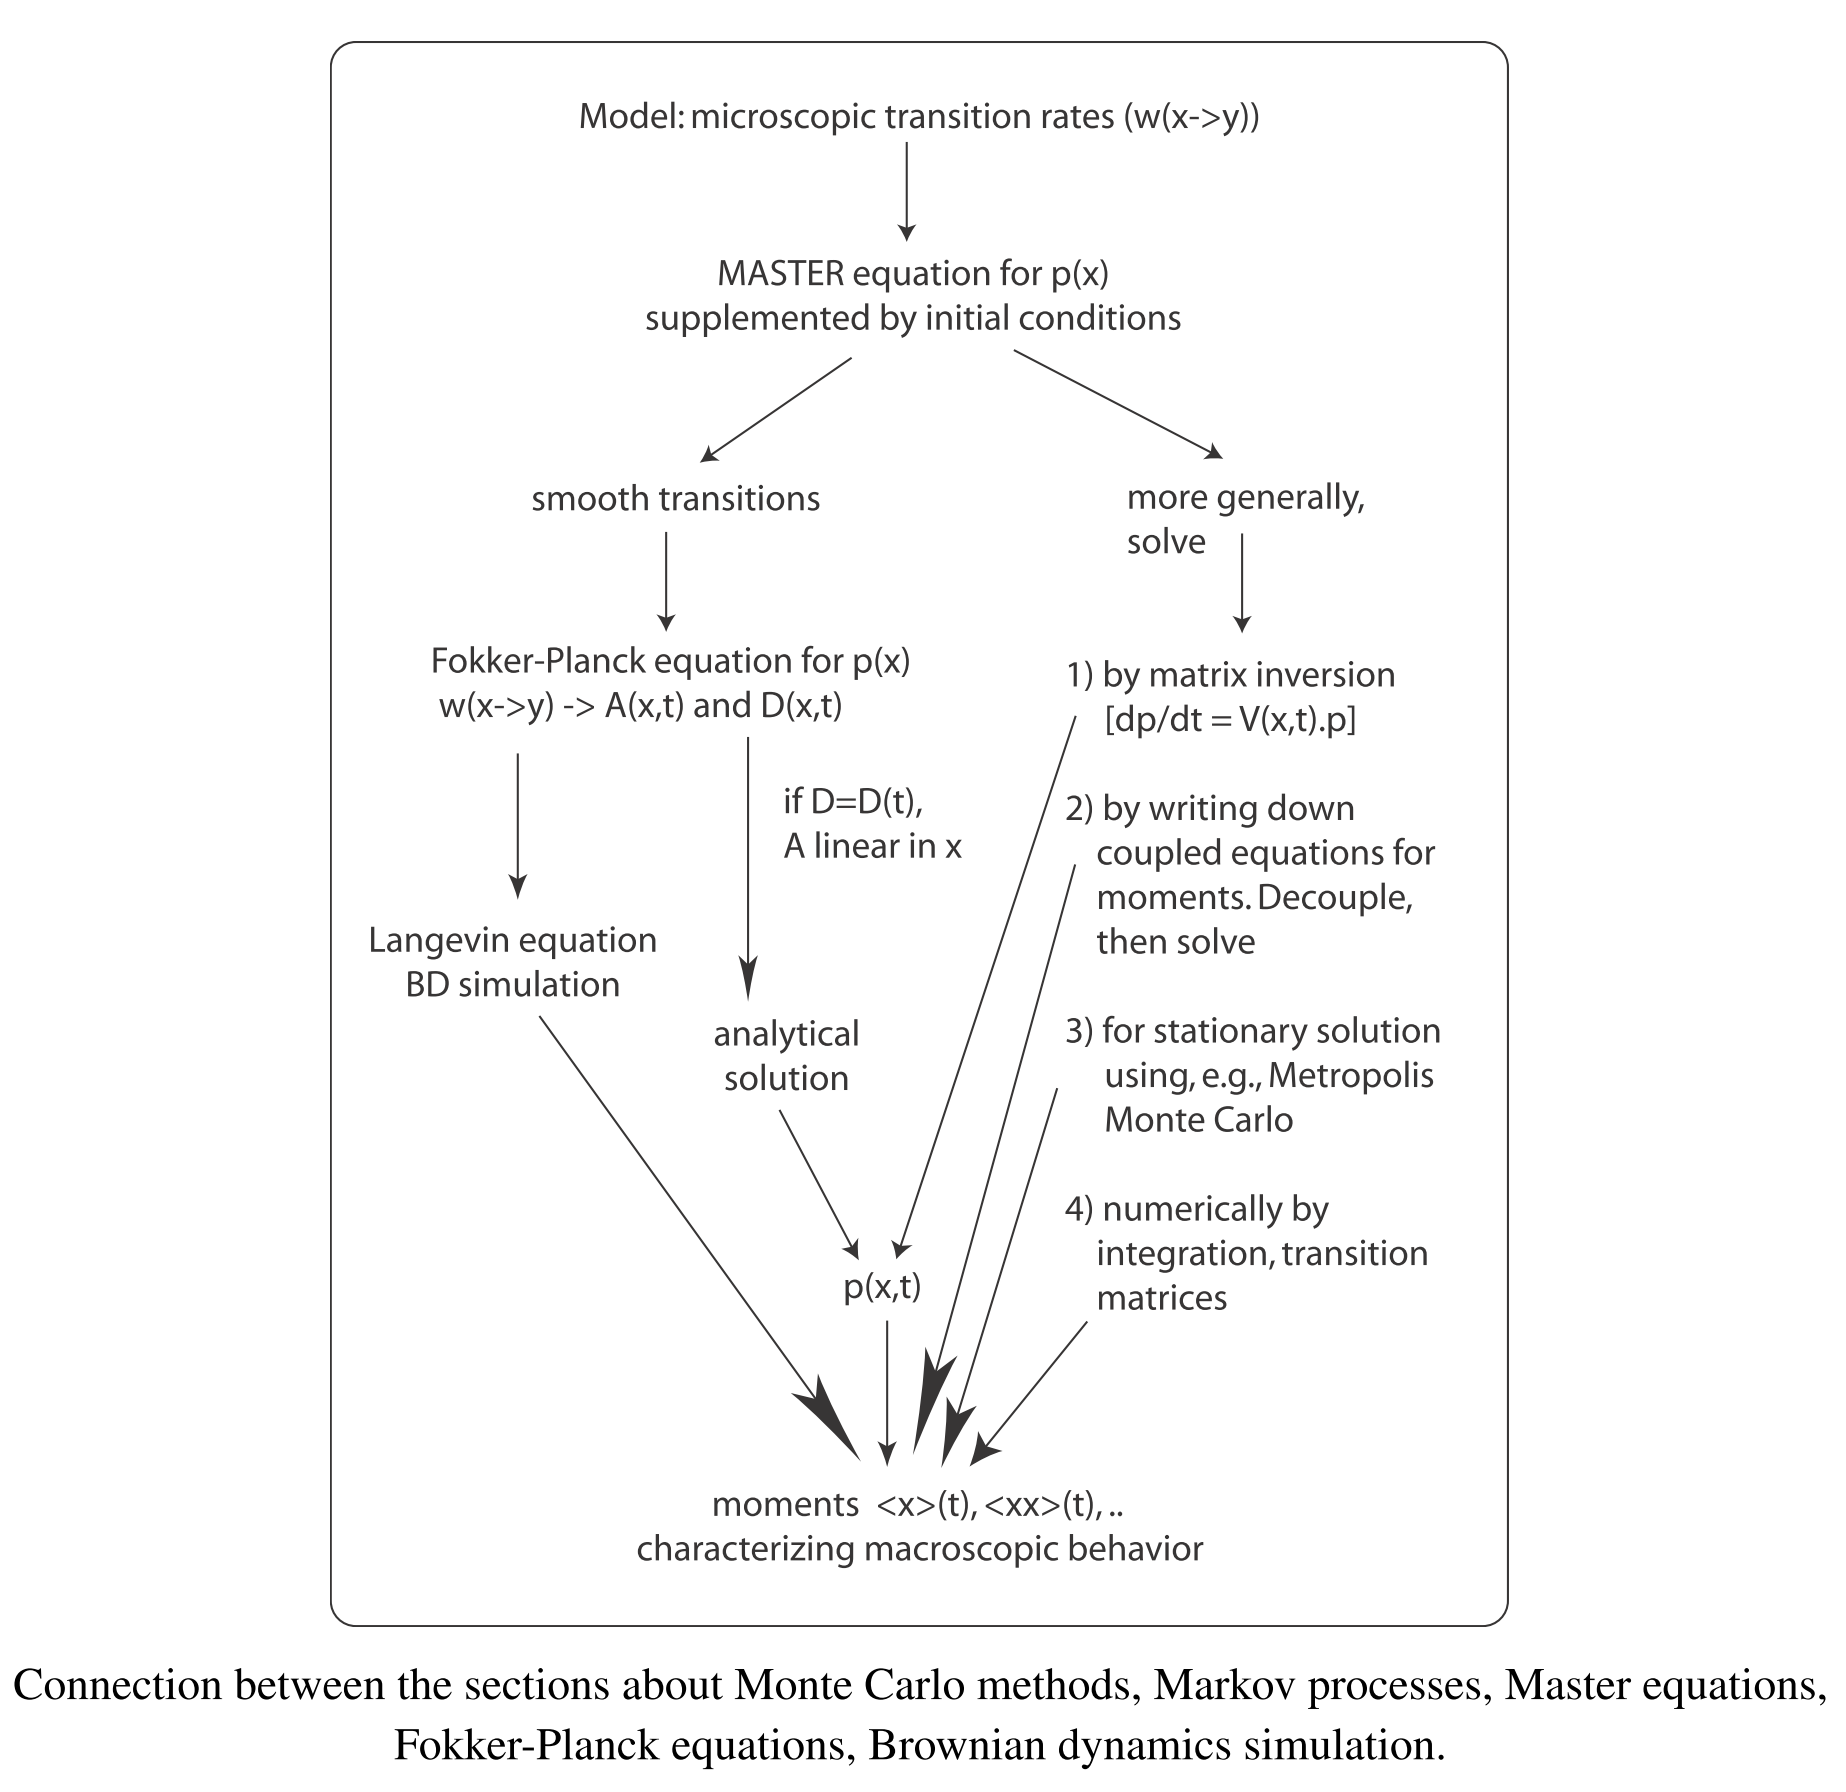 Model: microscopic transition rates (w(x->y))
MASTER equation for p(x)
supplemented by initial conditions
smooth transitions
more generally,
solve
Fokker-Planck equation for p(x)
w(x->y) -> A(x,t) and D(x,t)
if D=D(t),
A linear in x
Langevin equation
BD simulation
analytical
solution
1) by matrix inversion
[dp/dt = V(x,t).p]
2) by writing down
coupled equations for
moments. Decouple,
then solve
3) for stationary solution
using, e.g., Metropolis
Monte Carlo
4) numerically by
integration, transition
matrices
p(x,t)
moments <x>(t), <xx>(t), ..
characterizing macroscopic behavior
Connection between the sections about Monte Carlo methods, Markov processes, Master equations,
Fokker-Planck equations, Brownian dynamics simulation.